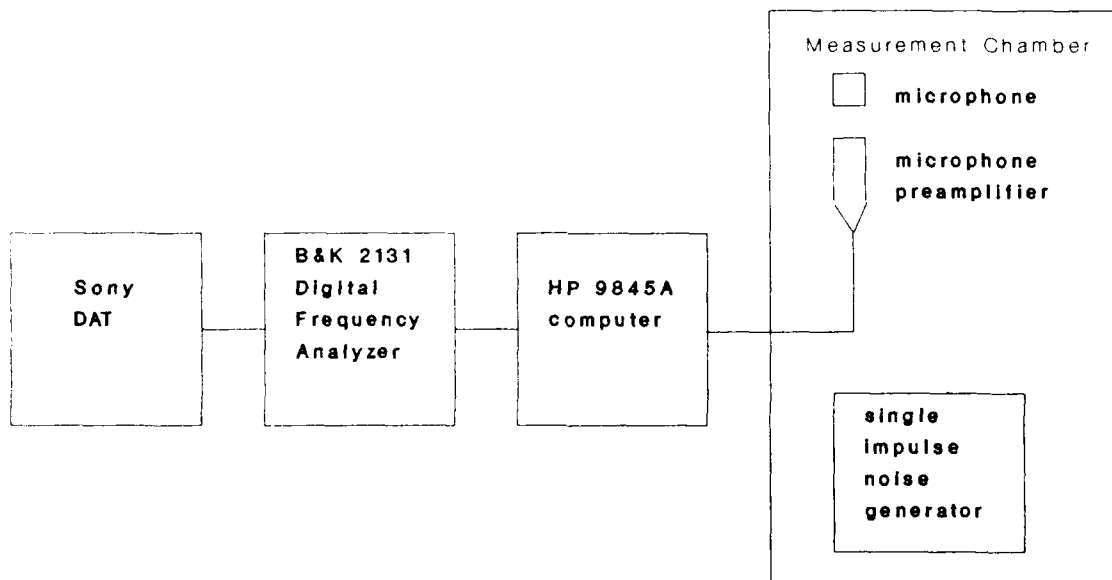 Measurement Chamber
microphone
microphone
preamplifier
Sony
DAT
B&K 2131
Digital
Frequency
Analyzer
HP 9845A
computer
single
impulse
noise
generator